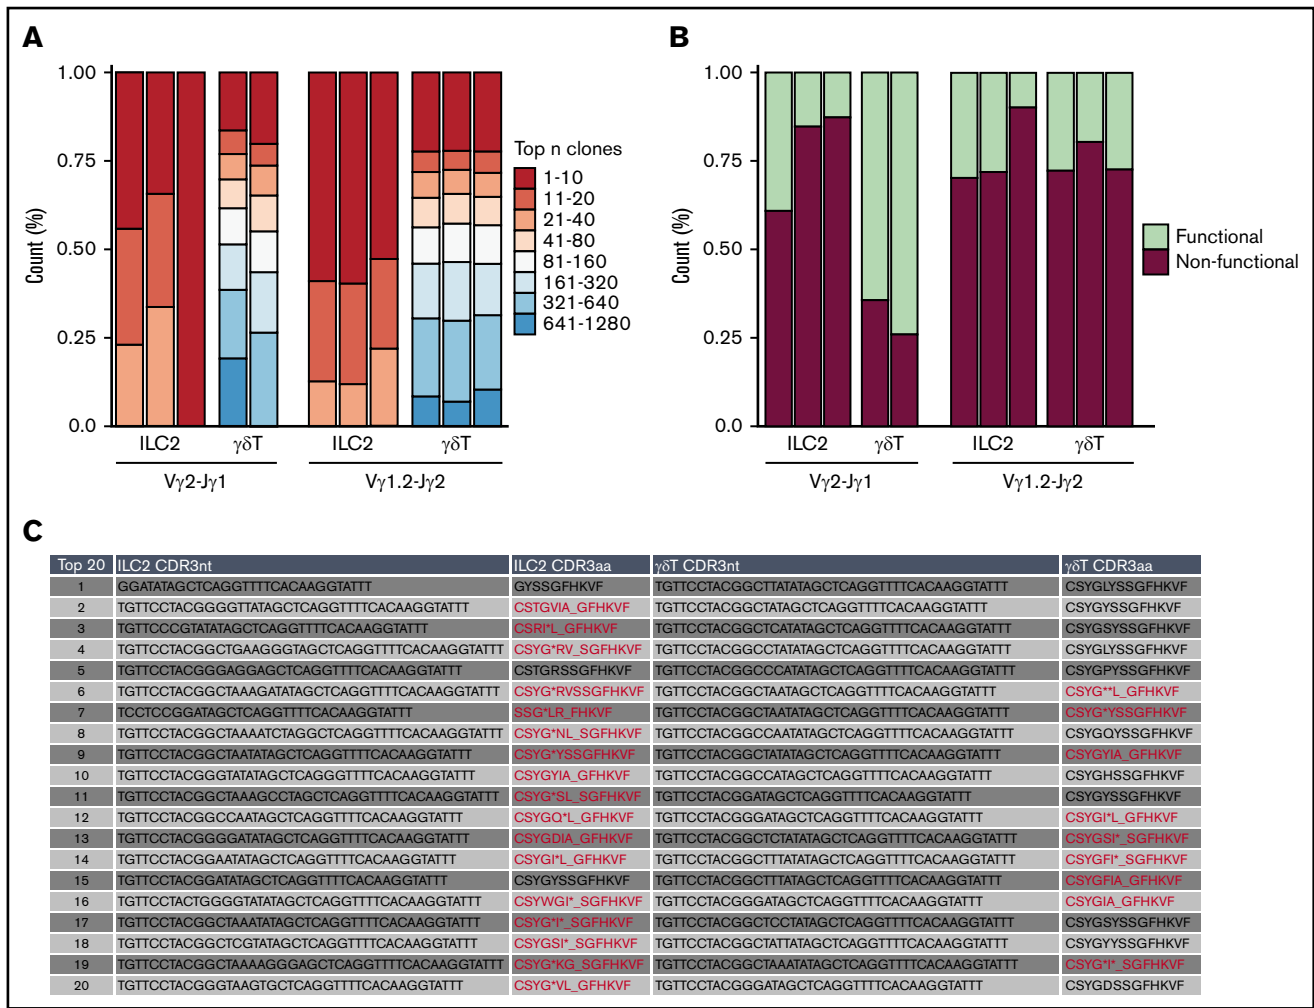 A
B
1.00
0.75
0.50
0.25
0.0
Count (%)
ILC2
γδT
ILC2
γδT
Vγ2-Jγ1
Vγ1.2-Jγ2
Top n clones
1-10
11-20
21-40
41-80
81-160
161-320
321-640
641-1280
1.00
0.75
0.50
0.25
0.0
Count (%)
ILC2
γδT
ILC2
γδT
Vγ2-Jγ1
Vγ1.2-Jγ2
Functional
Non-functional
C
Top 20 ILC2 CDR3nt ILC2 CDR3aa γδT CDR3nt γδT CDR3aa
1 GGATATAGCTCAGGTTTTCACAAGGTATTT GYSSGFHKVF TGTTCCTACGGCTTATATAGCTCAGGTTTTCACAAGGTATTT CSYGLYSSGFHKVF
2 TGTTCCTACGGGGGTTATAGCTCAGGTTTTCACAAGGTATTT CSTGVIA_GFHKVF TGTTCCTACGGCTATAGCTCAGGTTTTCACAAGGTATTT CSYGYSSGFHKVF
3 TGTTCCCGTATATAGCTCAGGTTTTCACAAGGTATTT CSRI*L_GFHKVF TGTTCCTACGGCTCATATAGCTCAGGTTTTCACAAGGTATTT CSYGSYSSGFHKVF
4 TGTTCCTACGGCTGAAGGGTAGCTCAGGTTTTCACAAGGTATTT CSYG*RV_SGFHKVF TGTTCCTACGGCCTATATAGCTCAGGTTTTCACAAGGTATTT CSYGLYSSGFHKVF
5 TGTTCCTACGGGAGGAGCTCAGGTTTTCACAAGGTATTT CSTGRSSGFHKVF TGTTCCTACGGCCCATATAGCTCAGGTTTTCACAAGGTATTT CSYGPYSSGFHKVF
6 TGTTCCTACGGCTAAAGATATAGCTCAGGTTTTCACAAGGTATTT CSYG*RVSSGFHKVF TGTTCCTACGGCTAATAGCTCAGGTTTTCACAAGGTATTT CSYG**L_GFHKVF
7 TCCTCCGGATAGCTCAGGTTTTCACAAGGTATTT SSG*LR_FHKVF TGTTCCTACGGCTAATATAGCTCAGGTTTTCACAAGGTATTT CSYG*YSSGFHKVF
8 TGTTCCTACGGCTAAAATCTAGGCTCAGGTTTTCACAAGGTATTT CSYG*NL_SGFHKVF TGTTCCTACGGCCAATATAGCTCAGGTTTTCACAAGGTATTT CSYGQYSSGFHKVF
9 TGTTCCTACGGCTAATATAGCTCAGGTTTTCACAAGGTATTT CSYG*YSSGFHKVF TGTTCCTACGGCTATATAGCTCAGGTTTTCACAAGGTATTT CSYGYIA_GFHKVF
10 TGTTCCTACGGGTATATAGCTCAGGGTTTTCACAAGGTATTT CSYGYIA_GFHKVF TGTTCCTACGGCCATAGCTCAGGTTTTCACAAGGTATTT CSYGHSSGFHKVF
11 TGTTCCTACGGCTAAAGCCTAGCTCAGGTTTTCACAAGGTATTT CSYG*SL_SGFHKVF TGTTCCTACGGATAGCTCAGGTTTTCACAAGGTATTT CSYGYSSGFHKVF
12 TGTTCCTACGGCCAATAGCTCAGGTTTTCACAAGGTATTT CSYGQ*L_GFHKVF TGTTCCTACGGGATAGCTCAGGTTTTCACAAGGTATTT CSYGI*L_GFHKVF
13 TGTTCCTACGGGGATATAGCTCAGGTTTTCACAAGGTATTT CSYGDIA_GFHKVF TGTTCCTACGGCTCTATATAGCTCAGGTTTTCACAAGGTATTT CSYGSI*_SGFHKVF
14 TGTTCCTACGGAATATAGCTCAGGTTTTCACAAGGTATTT CSYGI*L_GFHKVF TGTTCCTACGGCTTTATATAGCTCAGGTTTTCACAAGGTATTT CSYGFI*_SGFHKVF
15 TGTTCCTACGGATATAGCTCAGGTTTTCACAAGGTATTT CSYGYSSGFHKVF TGTTCCTACGGCTTTATAGCTCAGGTTTTCACAAGGTATTT CSYGFIA_GFHKVF
16 TGTTCCTACTGGGGTATATAGCTCAGGTTTTCACAAGGTATTT CSYWGI*_SGFHKVF TGTTCCTACGGGATAGCTCAGGTTTTCACAAGGTATTT CSYGIA_GFHKVF
17 TGTTCCTACGGCTAAATATAGCTCAGGTTTTCACAAGGTATTT CSYG*I*_SGFHKVF TGTTCCTACGGCTCCTATAGCTCAGGTTTTCACAAGGTATTT CSYGSYSSGFHKVF
18 TGTTCCTACGGCTCGTATAGCTCAGGTTTTCACAAGGTATTT CSYGSI*_SGFHKVF TGTTCCTACGGCTATTATAGCTCAGGTTTTCACAAGGTATTT CSYGYYSSGFHKVF
19 TGTTCCTACGGCTAAAAGGGAGCTCAGGTTTTCACAAGGTATTT CSYG*KG_SGFHKVF TGTTCCTACGGCTAAATATAGCTCAGGTTTTCACAAGGTATTT CSYG*I*_SGFHKVF
20 TGTTCCTACGGGTAAGTGCTCAGGTTTTCACAAGGTATTT CSYG*VL_GFHKVF TGTTCCTACGGGATAGCTCAGGTTTTCACAAGGTATTT CSYGDSSGFHKVF